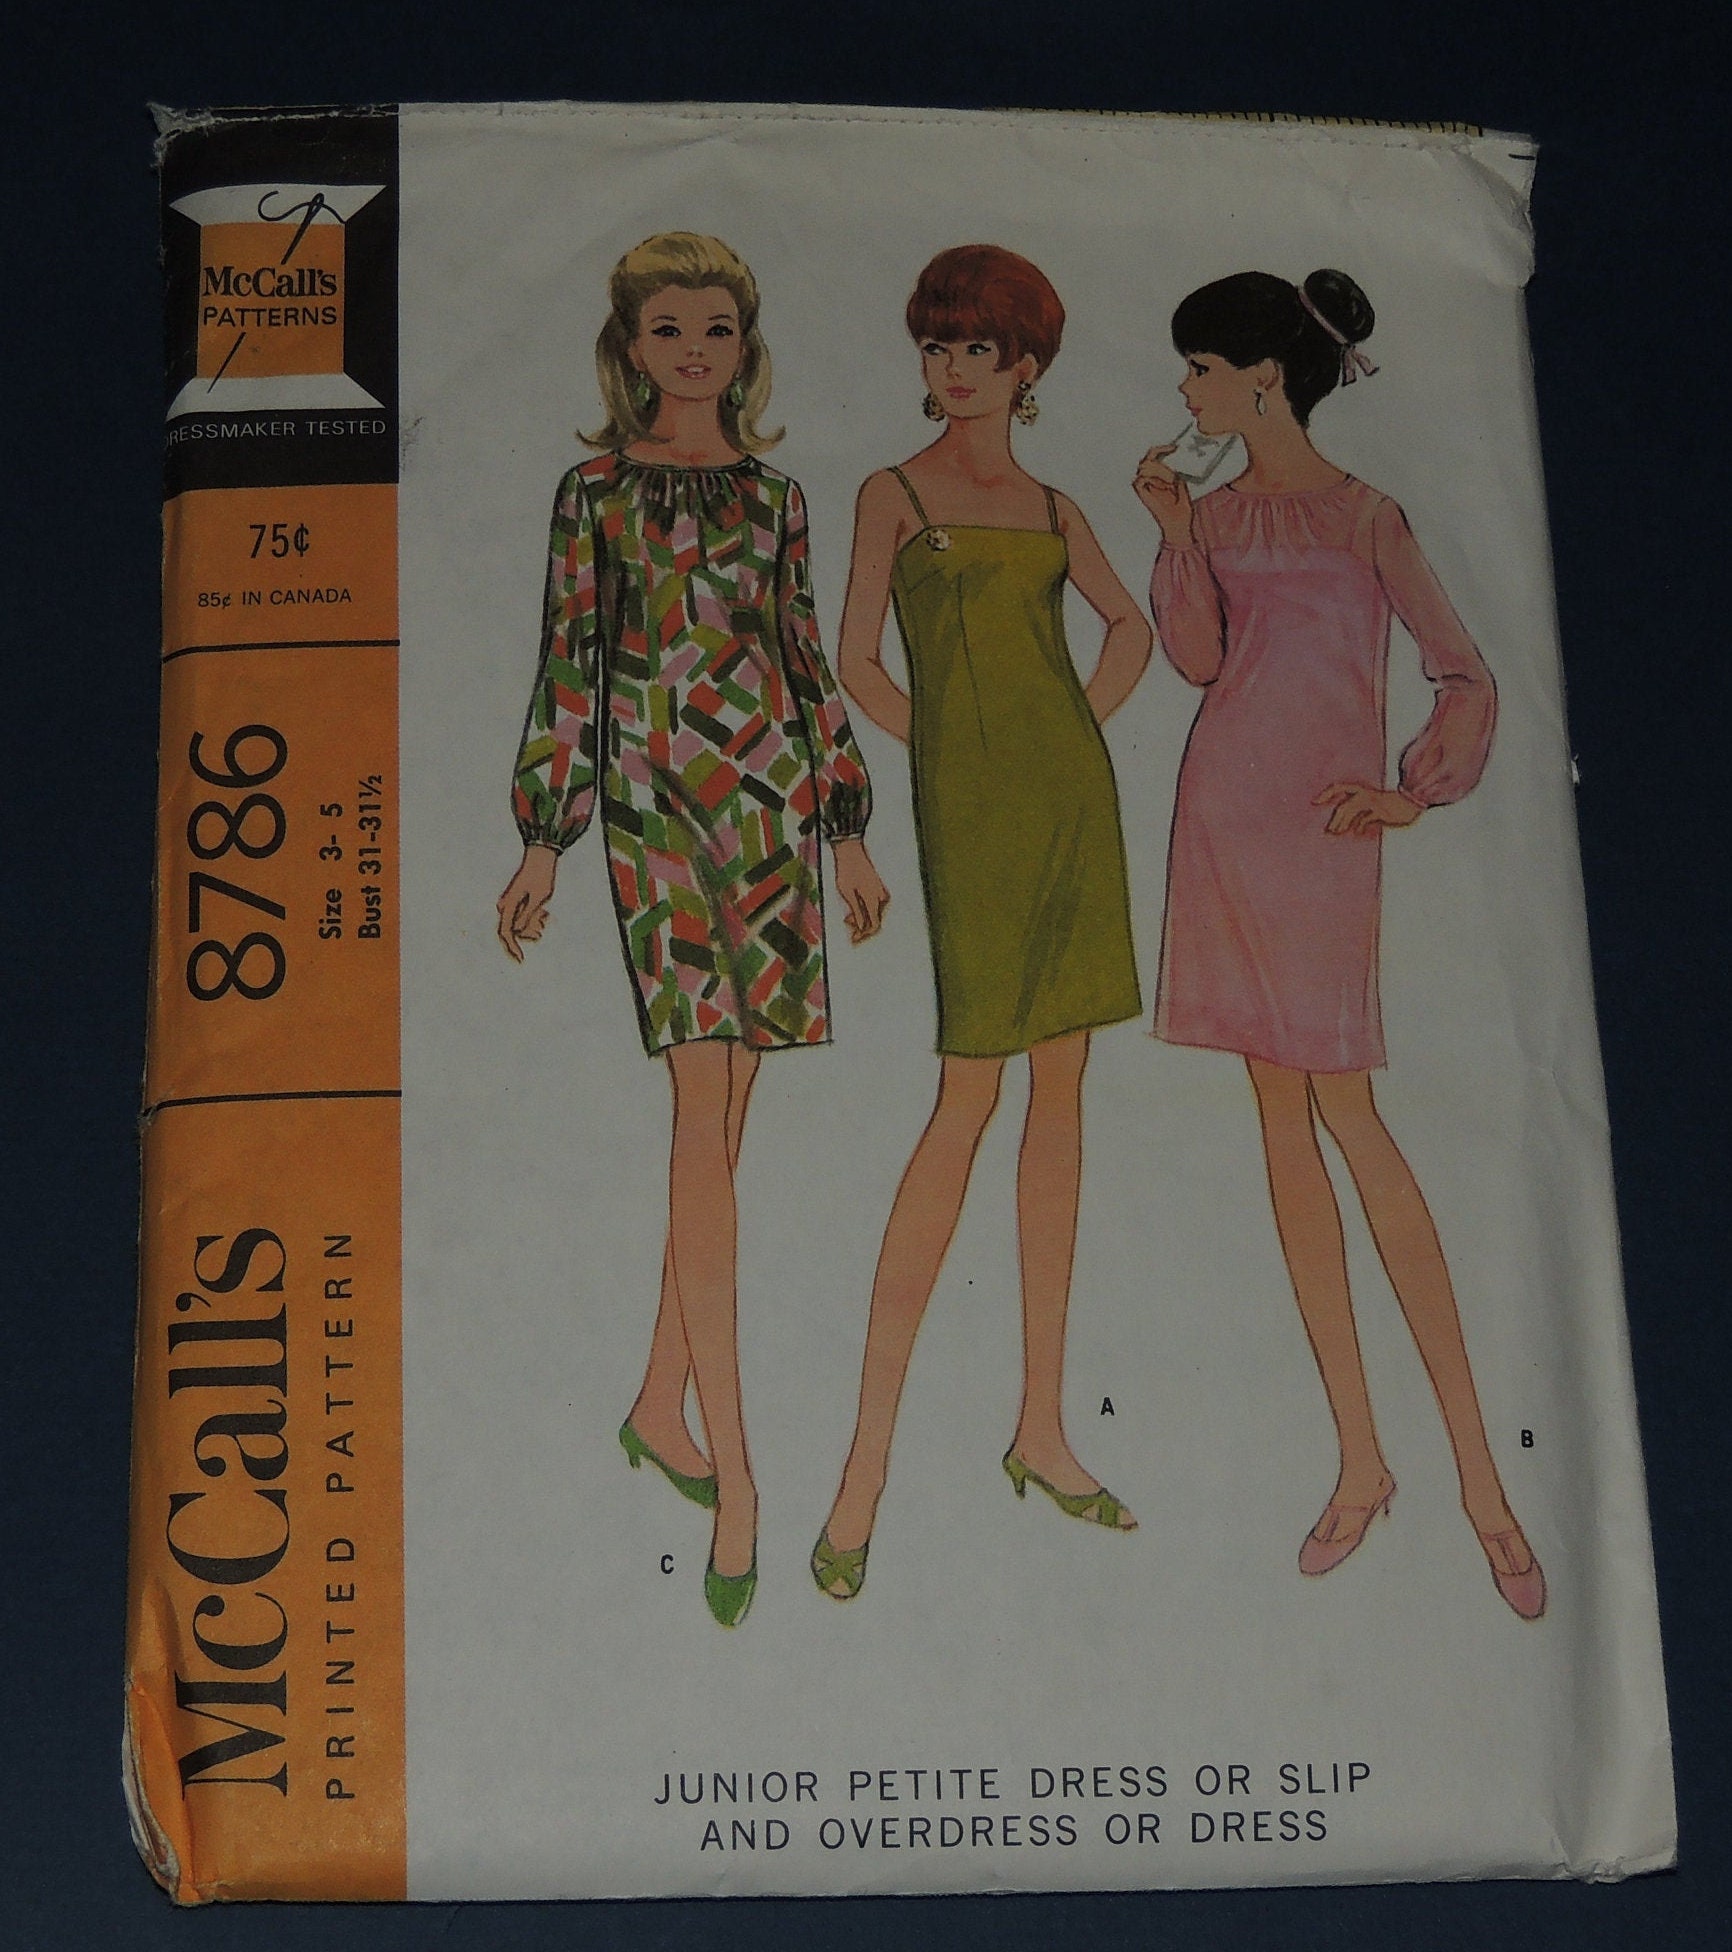 McCall's
PATTERNS
DRESSMAKER TESTED
75¢
85¢ IN CANADA
8786
Size 3- 5
Bust 31-31½
McCall's
PRINTED PATTERN
C
A
B
JUNIOR PETITE DRESS OR SLIP
AND OVERDRESS OR DRESS